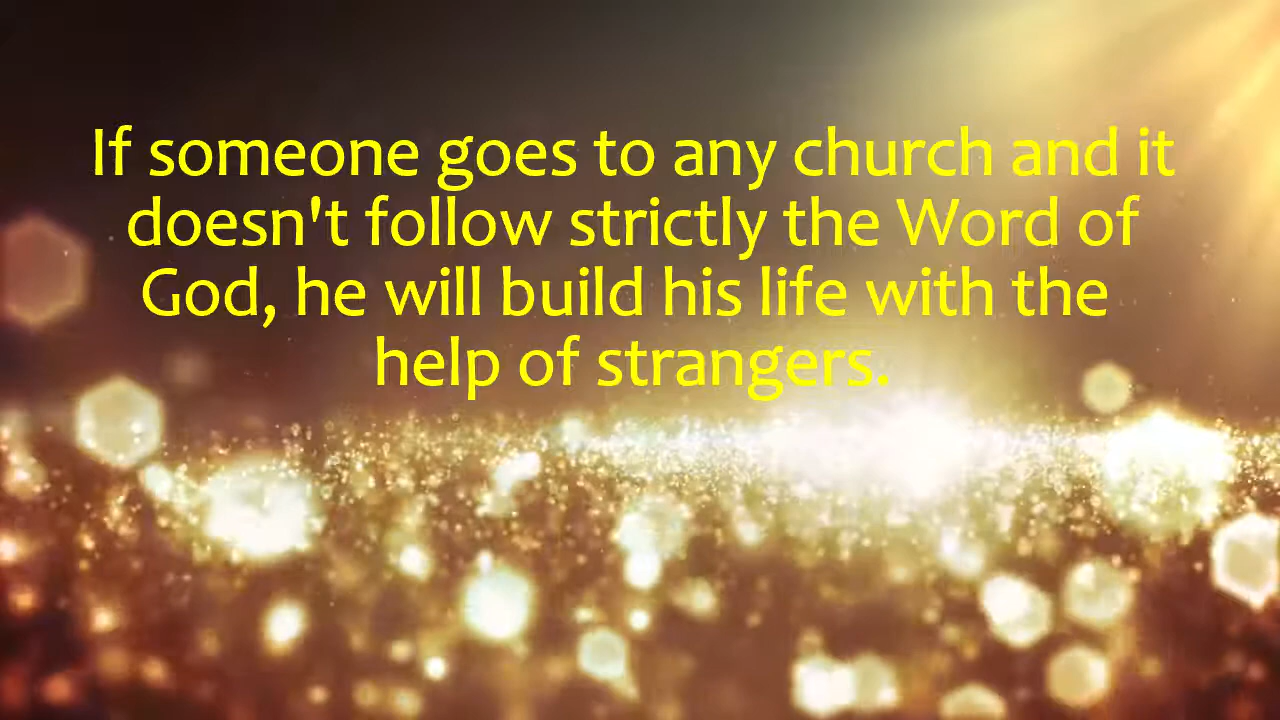 If someone goes to any church and it
doesn't follow strictly the Word of
God, he will build his life with the
help of strangers.